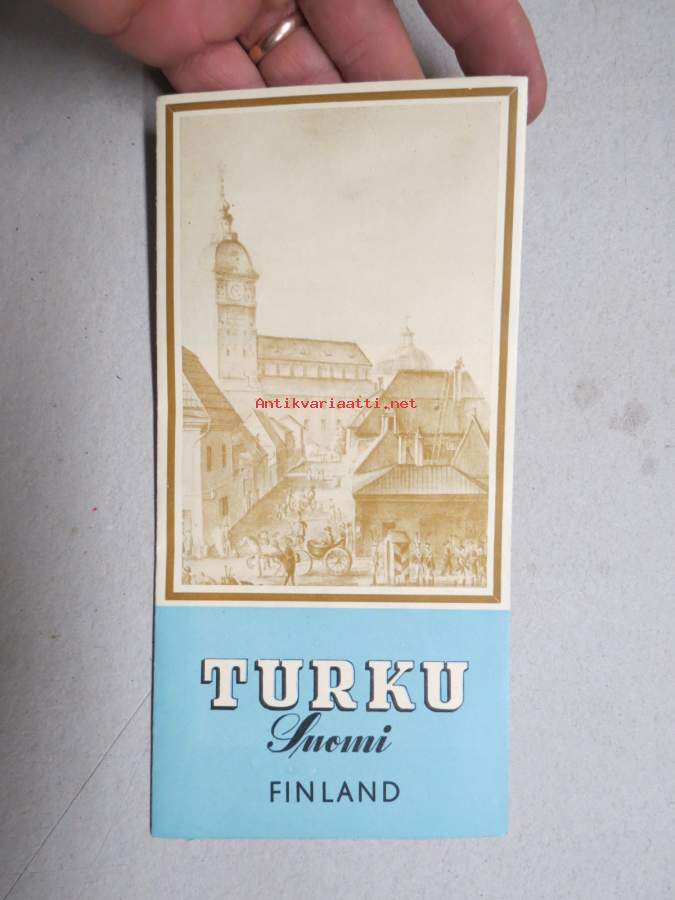 Antikvariaatti.net
TURKU
Suomi
FINLAND